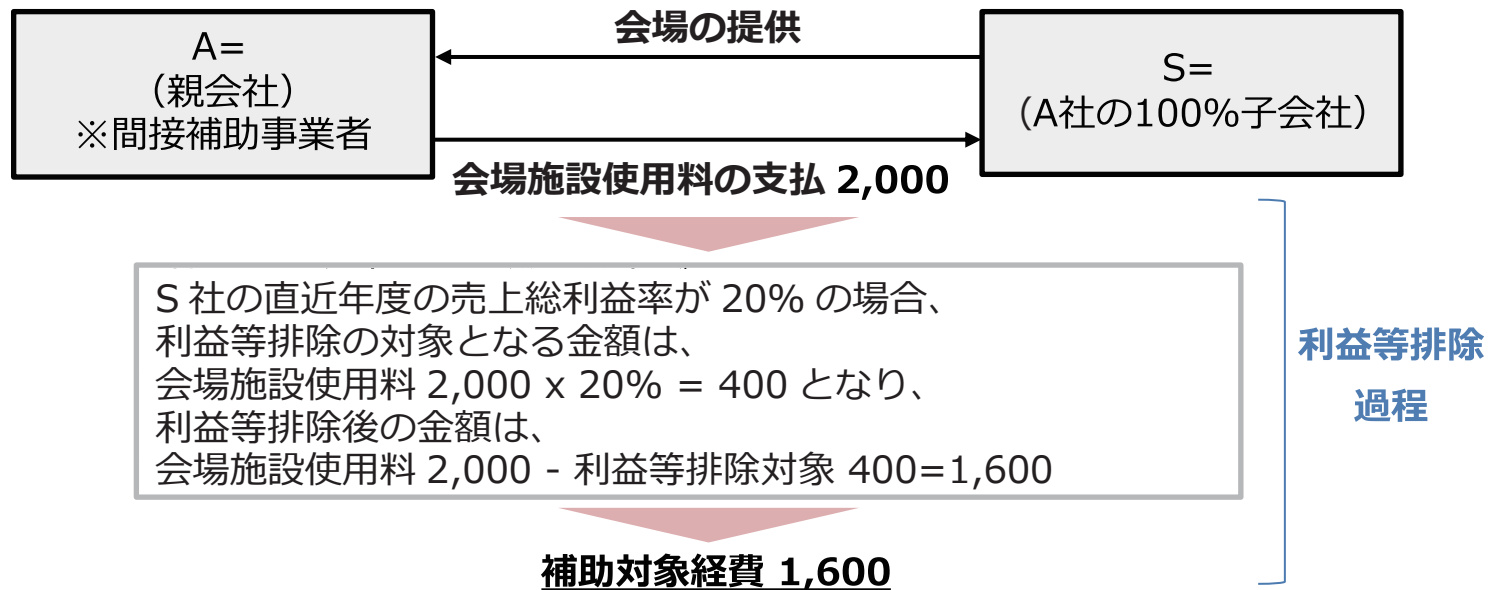 会場の提供
A=
（親会社）
※間接補助事業者
S=
（A社の100%子会社）
会場施設使用料の支払 2,000
S 社の直近年度の売上総利益率が 20% の場合、
利益等排除の対象となる金額は、
会場施設使用料 2,000 x 20% = 400 となり、
利益等排除後の金額は、
会場施設使用料 2,000 - 利益等排除対象 400=1,600
利益等排除
過程
補助対象経費 1,600